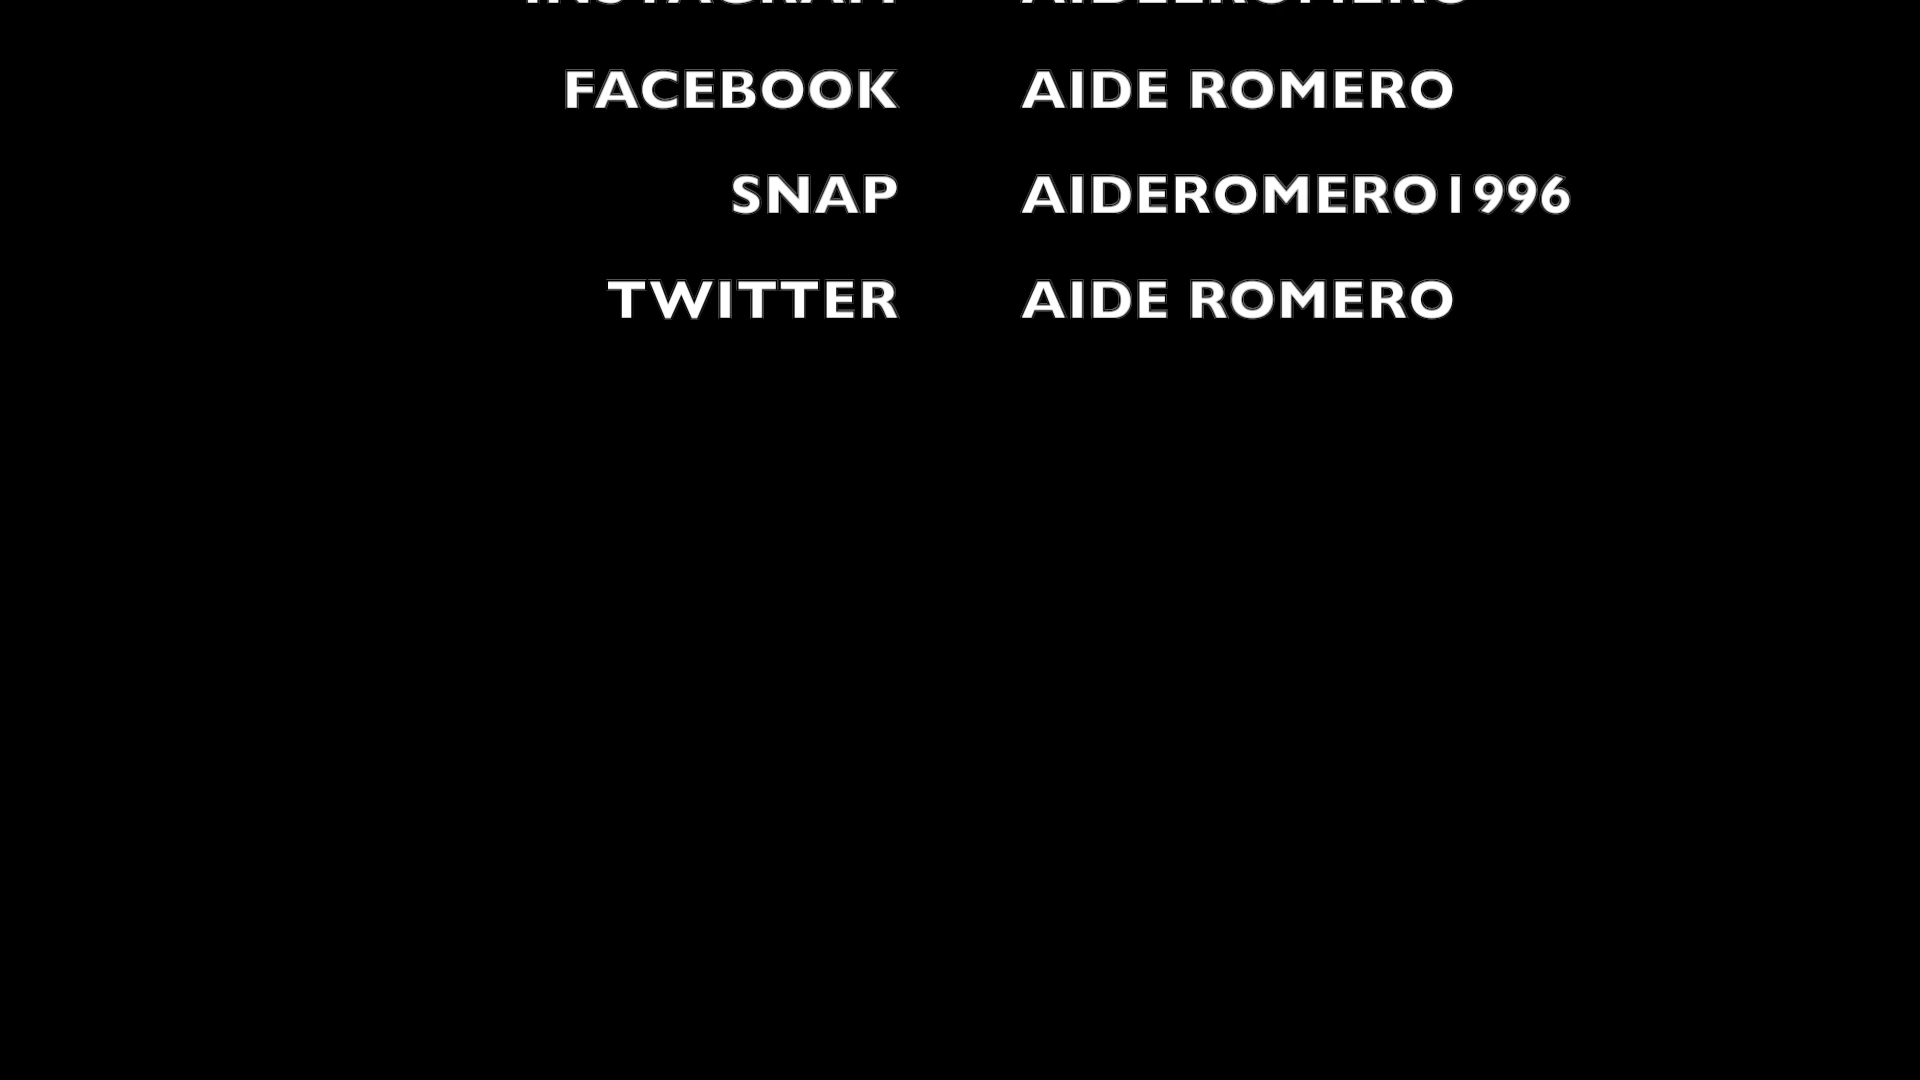 FACEBOOK AIDE ROMERO
SNAP AIDEROMERO1996
TWITTER AIDE ROMERO